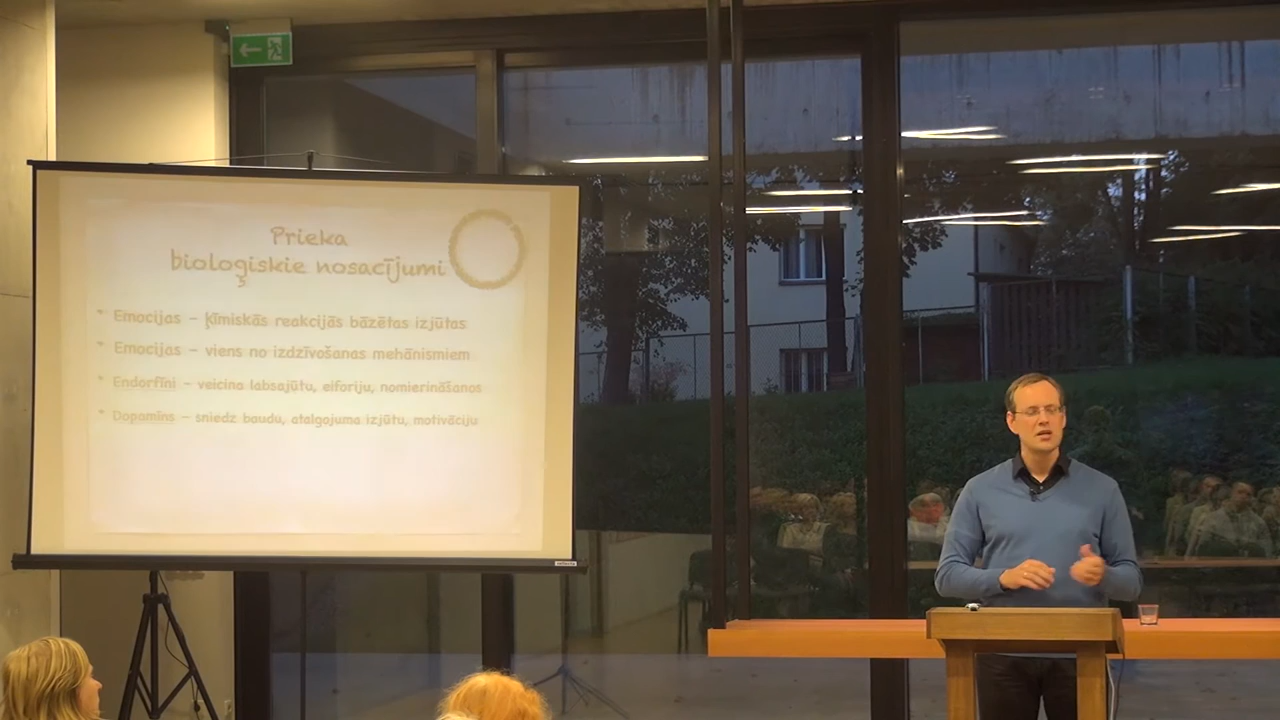 Prieka
bioloģiskie nosacījumi
* Emocijas – ķīmiskās reakcijās bāzētas izjūtas
* Emocijas – viens no izdzīvošanas mehānismiem
* Endorfīni – veicina labsajūtu, eiforiju, nomierināšanos
* Dopamīns – sniedz baudu, atalgojuma izjūtu, motivāciju